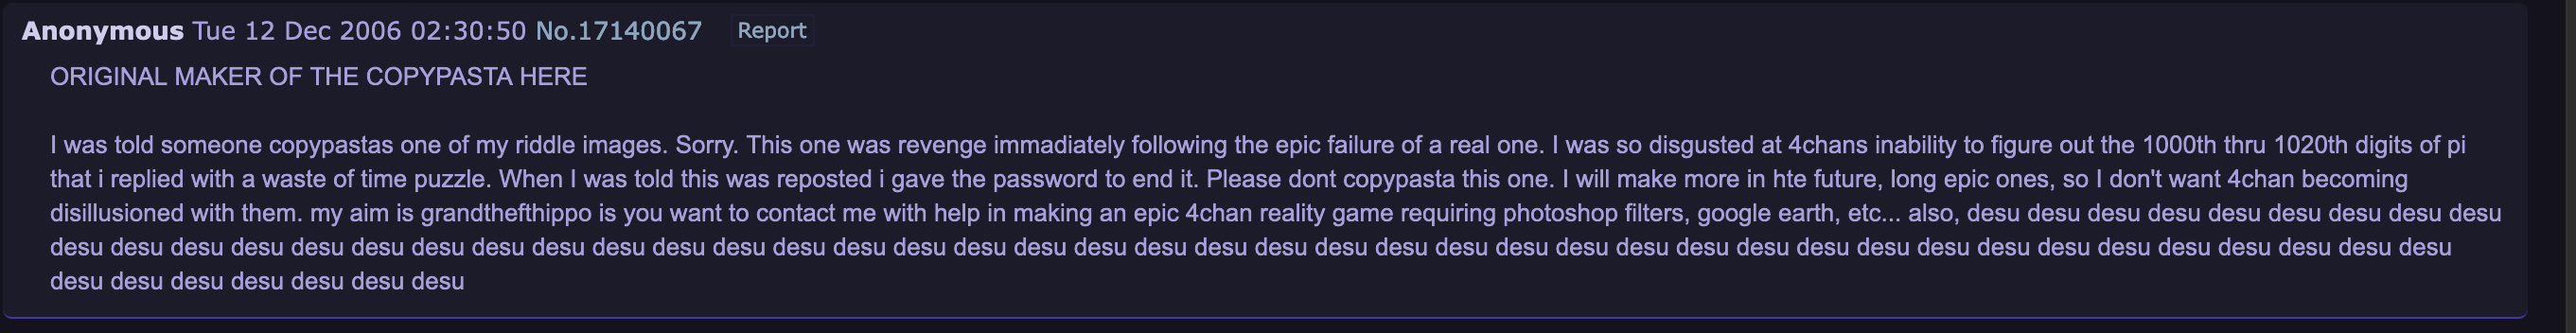 Anonymous Tue 12 Dec 2006 02:30:50 No.17140067 Report
ORIGINAL MAKER OF THE COPYPASTA HERE
I was told someone copypastas one of my riddle images. Sorry. This one was revenge immadiately following the epic failure of a real one. I was so disgusted at 4chans inability to figure out the 1000th thru 1020th digits of pi
that i replied with a waste of time puzzle. When I was told this was reposted i gave the password to end it. Please dont copypasta this one. I will make more in hte future, long epic ones, so I don't want 4chan becoming
disillusioned with them. my aim is grandthefthippo is you want to contact me with help in making an epic 4chan reality game requiring photoshop filters, google earth, etc... also, desu desu desu desu desu desu desu desu desu
desu desu desu desu desu desu desu desu desu desu desu desu desu desu desu desu desu desu desu desu desu desu desu desu desu desu desu desu desu desu desu desu desu desu desu desu desu desu desu desu
desu desu desu desu desu desu desu